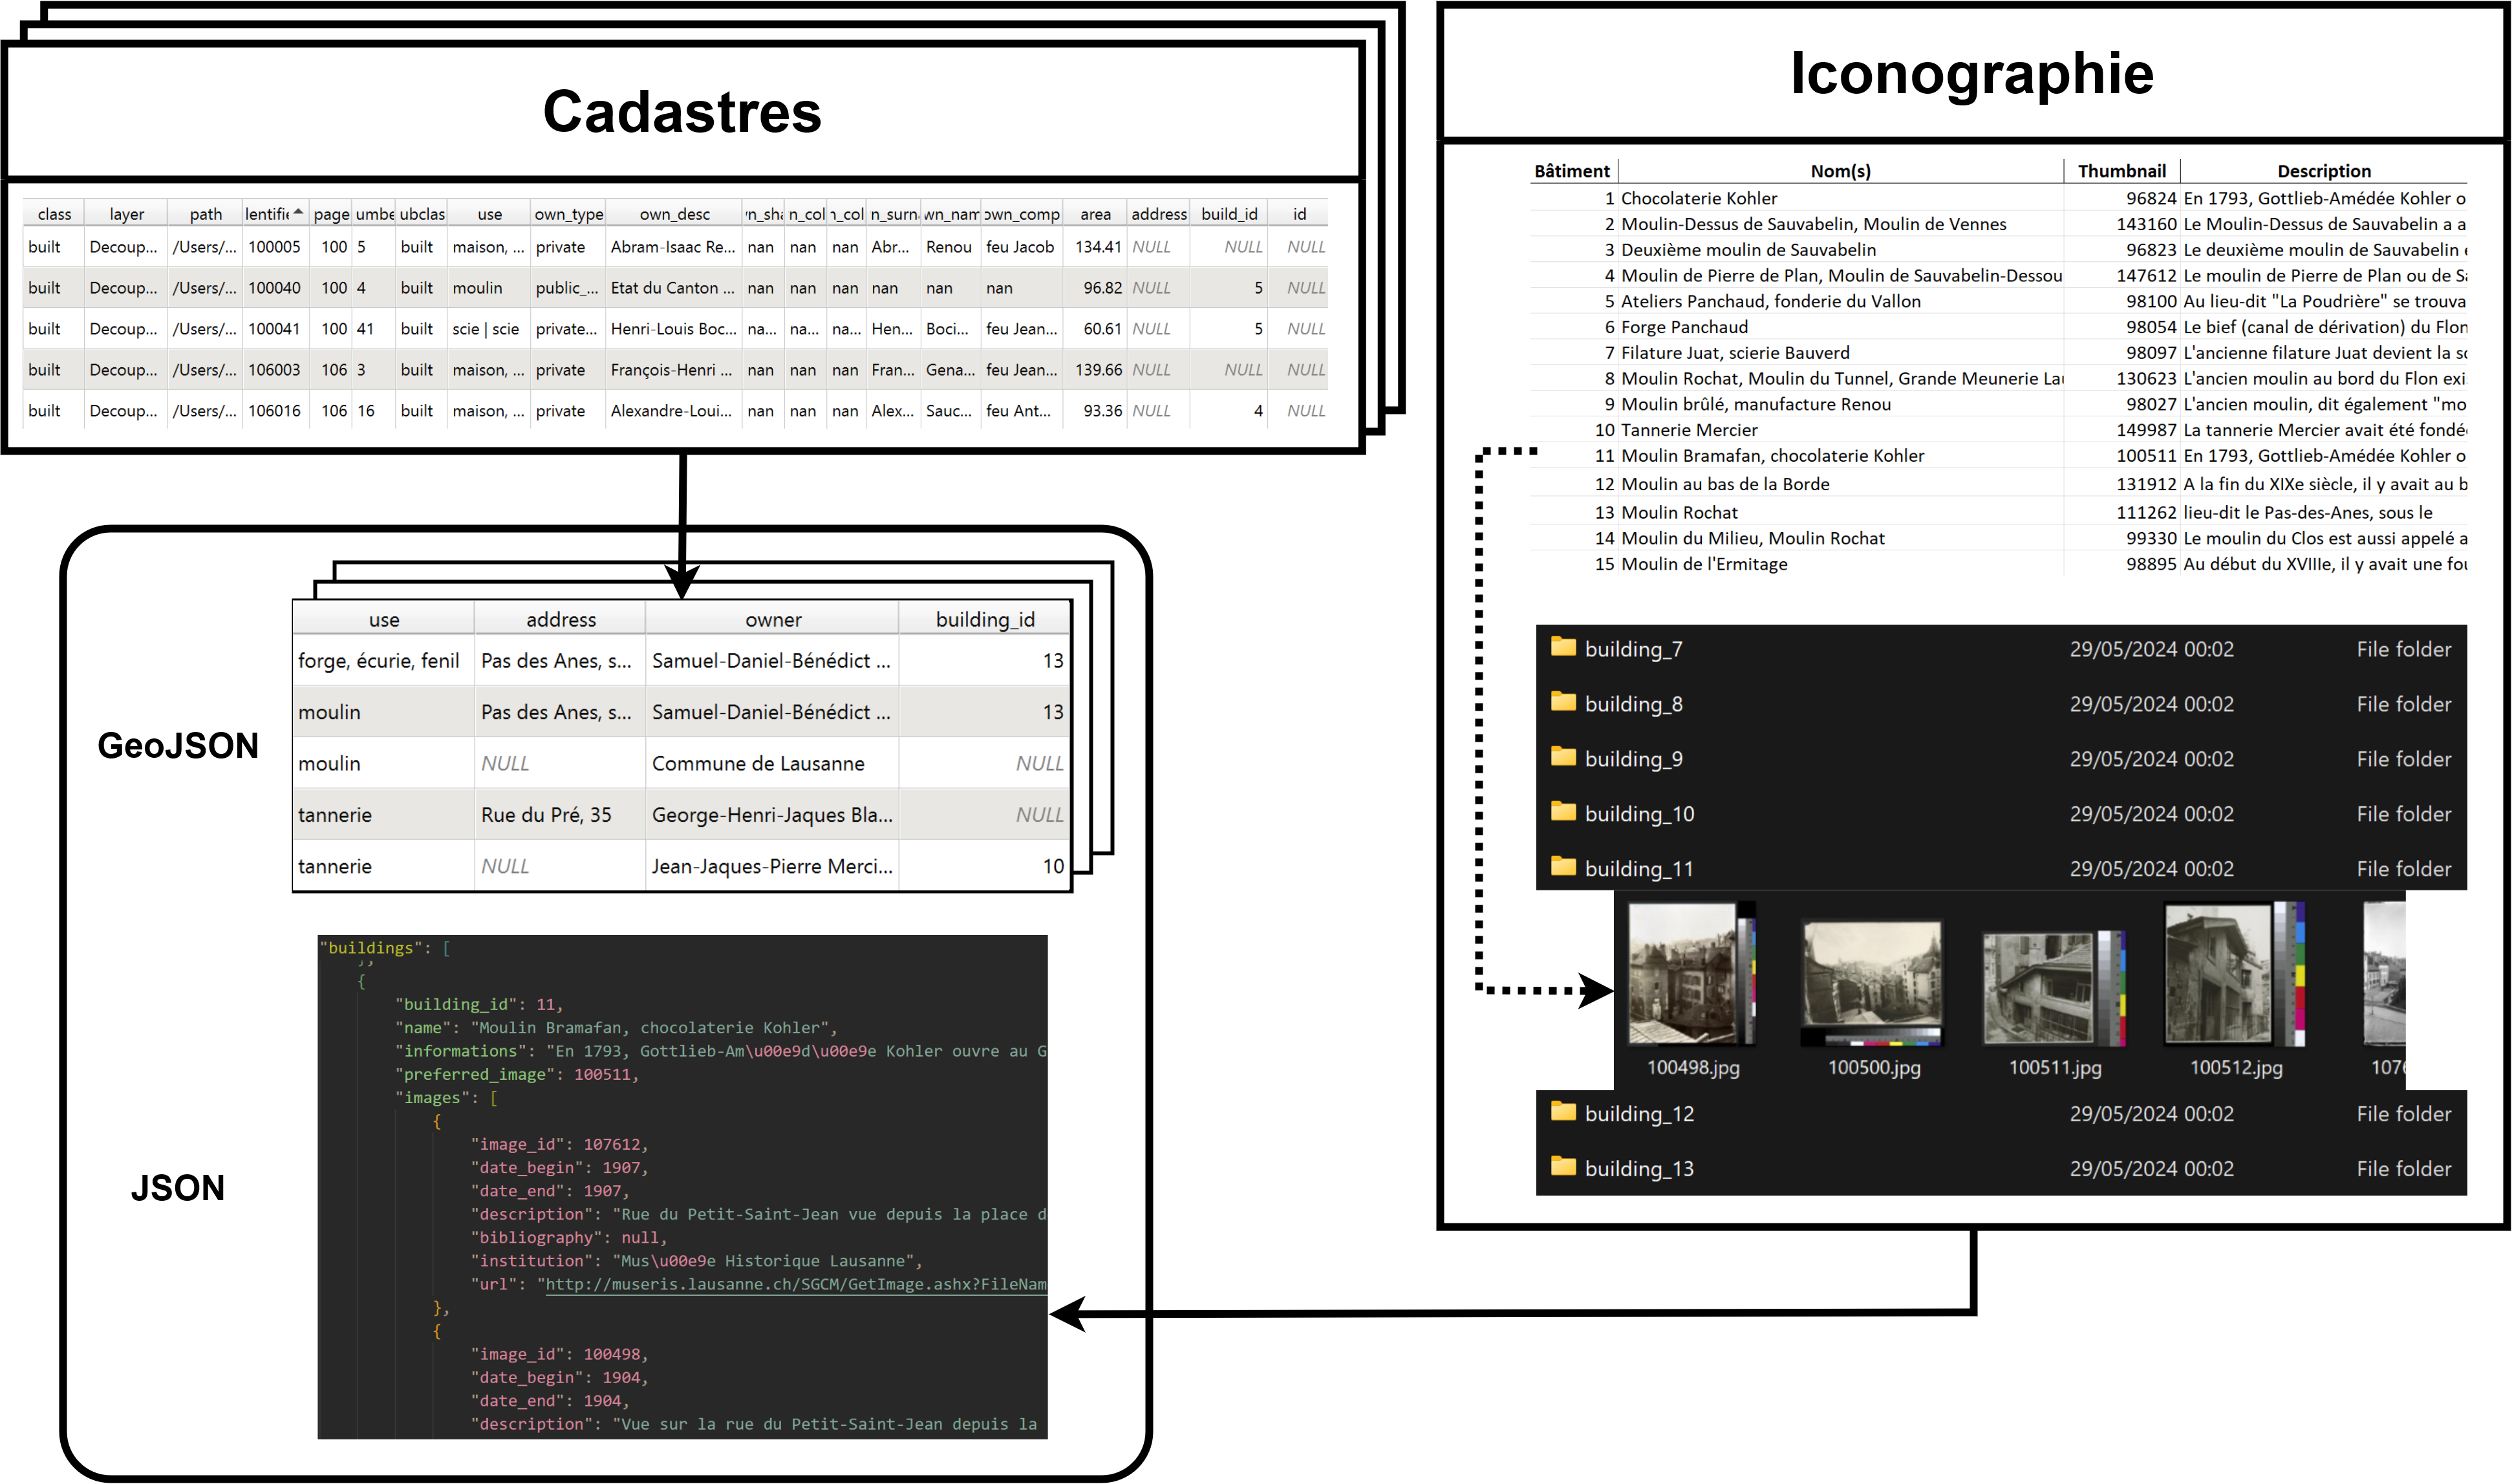 Cadastres
class layer path page use own_type own_desc area address build_id id
built Decoup... /Users/... 100005 100 5 built maison, ... private Abram-Isaac Re... nan nan nan Abr... Renou feu Jacob 134.41 NULL NULL NULL
built Decoup... /Users/... 100040 100 4 built moulin public_... Etat du Canton ... nan nan nan nan nan nan 96.82 NULL 5 NULL
built Decoup... /Users/... 100041 100 41 built scie | scie private... Henri-Louis Boc... na... na... na... Hen... Boci... feu Jean... 60.61 NULL 5 NULL
built Decoup... /Users/... 106003 106 3 built maison, ... private François-Henri ... nan nan nan Fran... Gena... feu Jean... 139.66 NULL NULL NULL
built Decoup... /Users/... 106016 106 16 built maison, ... private Alexandre-Loui... nan nan nan Alex... Sauc... feu Ant... 93.36 NULL 4 NULL
GeoJSON
use address owner building_id
forge, écurie, fenil Pas des Anes, s... Samuel-Daniel-Bénédict ... 13
moulin Pas des Anes, s... Samuel-Daniel-Bénédict ... 13
moulin NULL Commune de Lausanne NULL
tannerie Rue du Pré, 35 George-Henri-Jaques Bla... NULL
tannerie NULL Jean-Jaques-Pierre Merci... 10
JSON
"buildings": [
{
"building_id": 11,
"name": "Moulin Bramafan, chocolaterie Kohler",
"informations": "En 1793, Gottlieb-Am\u00e9d\u00e9e Kohler ouvre au G
"preferred_image": 100511,
"images": [
{
"image_id": 107612,
"date_begin": 1907,
"date_end": 1907,
"description": "Rue du Petit-Saint-Jean vue depuis la place d
"bibliography": null,
"institution": "Mus\u00e9e Historique Lausanne",
"url": "http://museris.lausanne.ch/SGCM/GetImage.ashx?FileNam
},
{
"image_id": 100498,
"date_begin": 1904,
"date_end": 1904,
"description": "Vue sur la rue du Petit-Saint-Jean depuis la
Iconographie
Bâtiment Nom(s) Thumbnail Description
1 Chocolaterie Kohler 96824 En 1793, Gottlieb-Amédée Kohler o
2 Moulin-Dessus de Sauvabelin, Moulin de Vennes 143160 Le Moulin-Dessus de Sauvabelin a a
3 Deuxième moulin de Sauvabelin 96823 Le deuxième moulin de Sauvabelin
4 Moulin de Pierre de Plan, Moulin de Sauvabelin-Dessou 147612 Le moulin de Pierre de Plan ou de Sa
5 Ateliers Panchaud, fonderie du Vallon 98100 Au lieu-dit "La Poudrière" se trouva
6 Forge Panchaud 98054 Le bief (canal de dérivation) du Flon
7 Filature Juat, scierie Bauverd 98097 L'ancienne filature Juat devient la
8 Moulin Rochat, Moulin du Tunnel, Grande Meunerie 130623 L'ancien moulin au bord du Flon exi
9 Moulin brûlé, manufacture Renou 98027 L'ancien moulin, dit également "mo
10 Tannerie Mercier 149987 La tannerie Mercier avait été fondé
11 Moulin Bramafan, chocolaterie Kohler 100511 En 1793, Gottlieb-Amédée Kohler o
12 Moulin au bas de la Borde 131912 A la fin du XIXe siècle, il y avait au b
13 Moulin Rochat 111262 lieu-dit le Pas-des-Anes, sous le
14 Moulin du Milieu, Moulin Rochat 99330 Le moulin du Clos est aussi appelé a
15 Moulin de l'Ermitage 98895 Au début du XVIIIe, il y avait une fou
building_7 29/05/2024 00:02 File folder
building_8 29/05/2024 00:02 File folder
building_9 29/05/2024 00:02 File folder
building_10 29/05/2024 00:02 File folder
building_11 29/05/2024 00:02 File folder
100498.jpg 100500.jpg 100511.jpg 100512.jpg 107
building_12 29/05/2024 00:02 File folder
building_13 29/05/2024 00:02 File folder